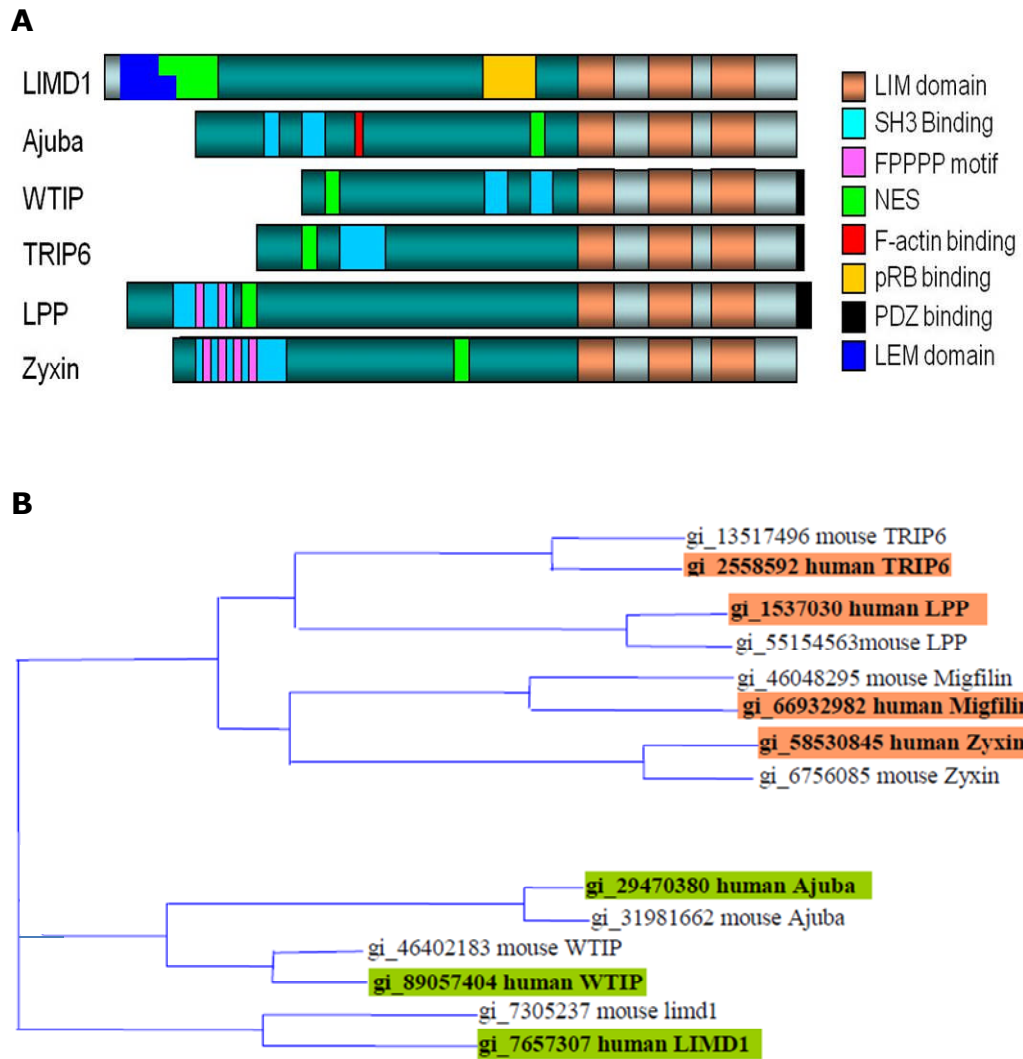 A
LIMD1
Ajuba
WTIP
TRIP6
LPP
Zyxin
LIM domain
SH3 Binding
FPPPP motif
NES
F-actin binding
pRB binding
PDZ binding
LEM domain
B
gi_13517496 mouse TRIP6
gi_2558592 human TRIP6
gi_1537030 human LPP
gi_55154563mouse LPP
gi_46048295 mouse Migfilin
gi_66932982 human Migfilin
gi_58530845 human Zyxin
gi_6756085 mouse Zyxin
gi_29470380 human Ajuba
gi_31981662 mouse Ajuba
gi_46402183 mouse WTIP
gi_89057404 human WTIP
gi_7305237 mouse limd1
gi_7657307 human LIMD1